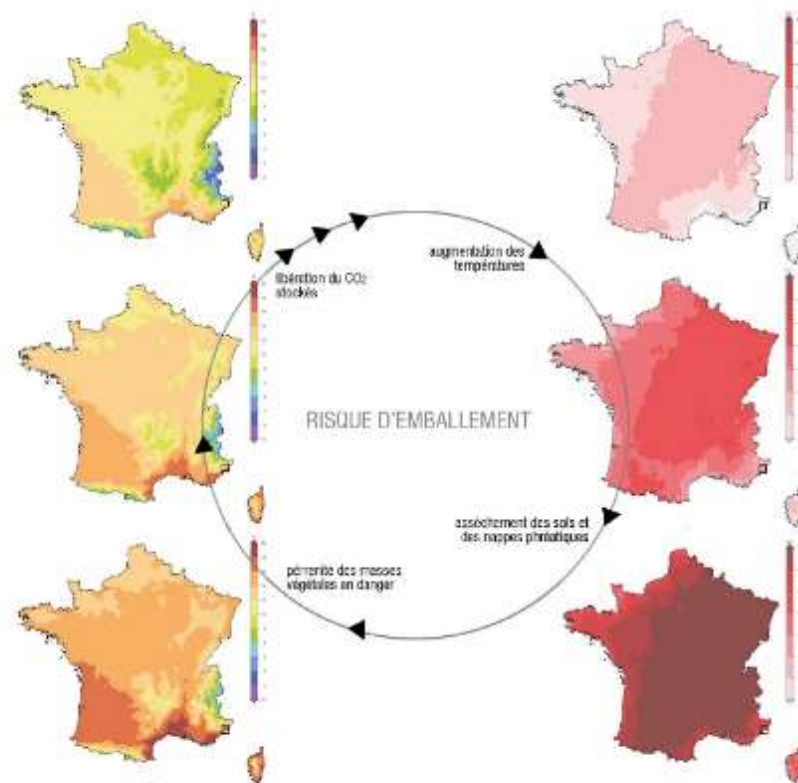 libération du CO₂
stockés
augmentation des
températures
RISQUE D'EMBALLEMENT
assèchement des sols et
des nappes phréatiques
pérennité des masses
végétales en danger